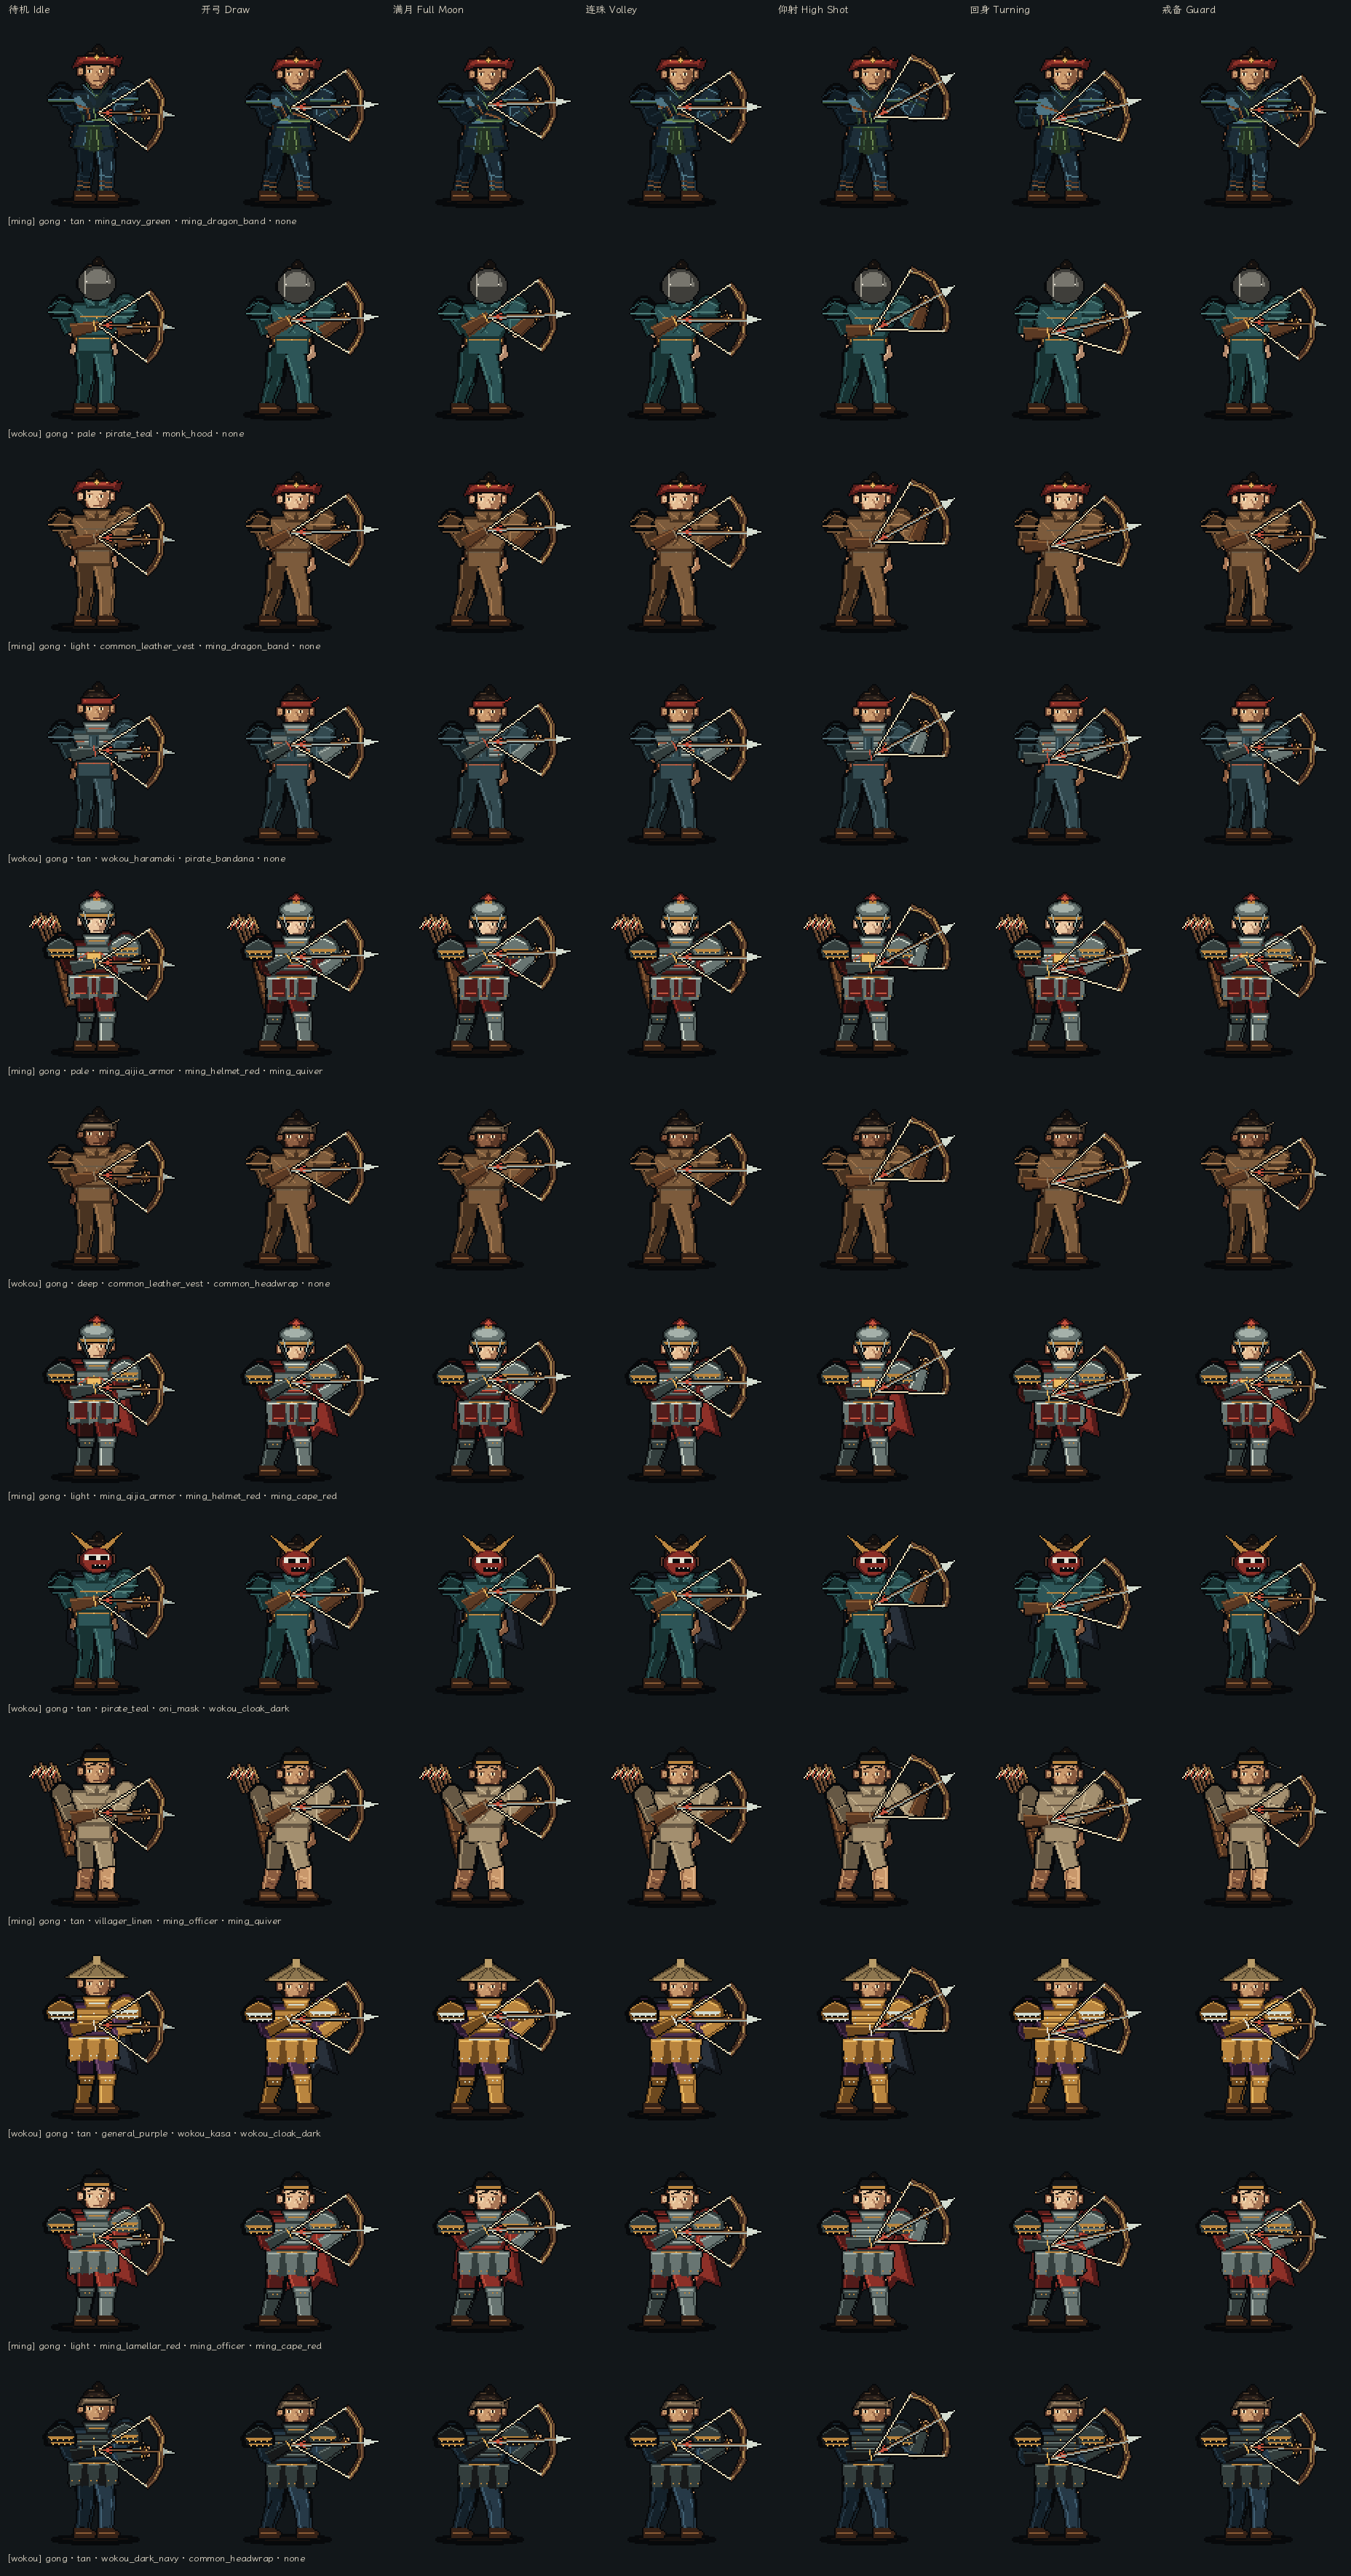 待机 Idle 开弓 Draw 满月 Full Moon 连珠 Volley 仰射 High Shot 回身 Turning 戒备 Guard
[ming] gong · tan · ming_navy_green · ming_dragon_band · none
[wokou] gong · pale · pirate_teal · monk_hood · none
[ming] gong · light · common_leather_vest · ming_dragon_band · none
[wokou] gong · tan · wokou_haramaki · pirate_bandana · none
[ming] gong · pale · ming_qijia_armor · ming_helmet_red · ming_quiver
[wokou] gong · deep · common_leather_vest · common_headwrap · none
[ming] gong · light · ming_qijia_armor · ming_helmet_red · ming_cape_red
[wokou] gong · tan · pirate_teal · oni_mask · wokou_cloak_dark
[ming] gong · tan · villager_linen · ming_officer · ming_quiver
[wokou] gong · tan · general_purple · wokou_kasa · wokou_cloak_dark
[ming] gong · light · ming_lamellar_red · ming_officer · ming_cape_red
[wokou] gong · tan · wokou_dark_navy · common_headwrap · none